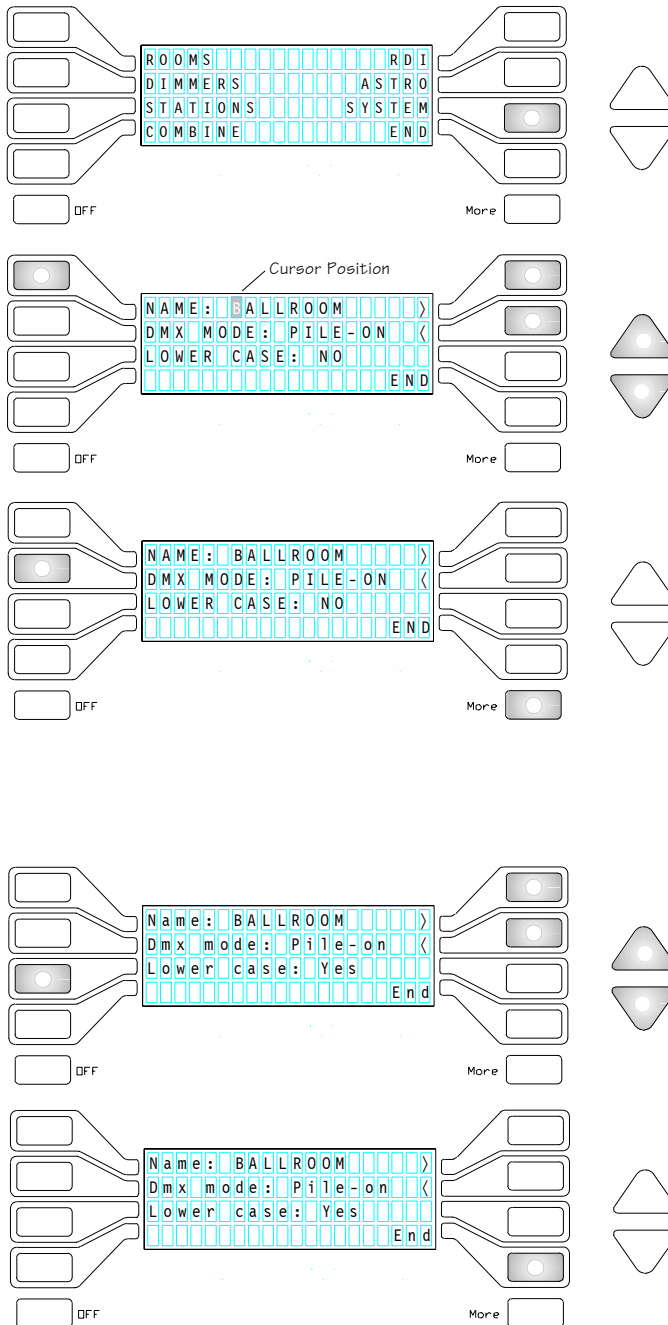 ROOMS RDI
DIMMERS ASTRO
STATIONS SYSTEM
COMBINE END
OFF More
Cursor Position
NAME: BALLROOM >
DMX MODE: PILE-ON <
LOWER CASE: NO
END
OFF More
NAME: BALLROOM >
DMX MODE: PILE-ON <
LOWER CASE: NO
END
OFF More
Name: BALLROOM >
Dmx mode: Pile-on <
Lower case: Yes
End
OFF More
Name: BALLROOM >
Dmx mode: Pile-on <
Lower case: Yes
End
OFF More